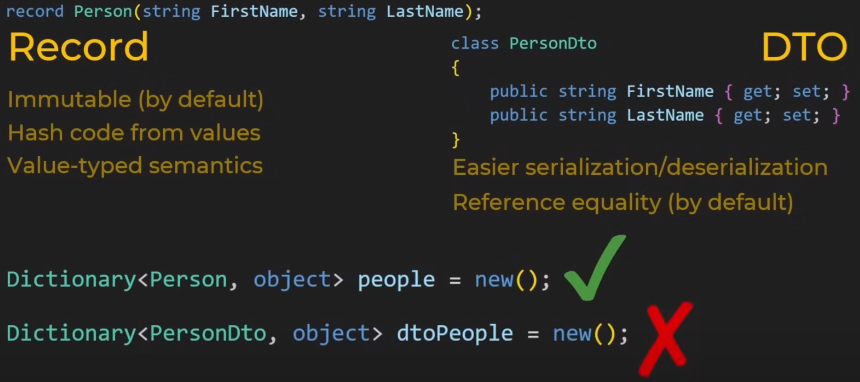 record Person(string FirstName, string LastName);
Record
Immutable (by default)
Hash code from values
Value-typed semantics
DTO
class PersonDto
{
    public string FirstName { get; set; }
    public string LastName { get; set; }
}
Easier serialization/deserialization
Reference equality (by default)
Dictionary<Person, object> people = new();
Dictionary<PersonDto, object> dtoPeople = new();